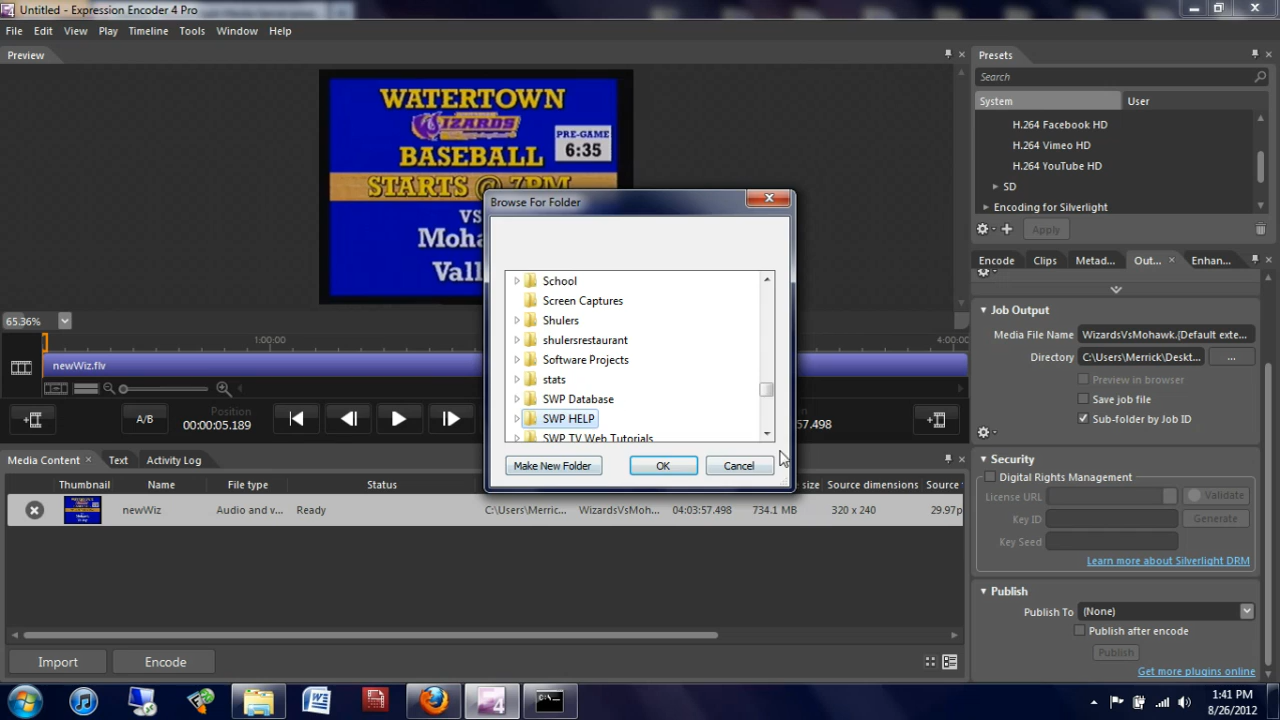 Untitled - Expression Encoder 4 Pro
File Edit View Play Timeline Tools Window Help
Preview
WATERTOWN
WIZARDS
BASEBALL
PRE-GAME
6:35
STARTS @ 7PM
vs
Moha
Vall
65.36%
1:00:00
4:00:00
newWiz.flv
A/B
Position
00:00:05.189
:57.498
Browse For Folder
School
Screen Captures
Shulers
shulersrestaurant
Software Projects
stats
SWP Database
SWP HELP
SWP TV Web Tutorials
Make New Folder OK Cancel
Presets
Search
System User
H.264 Facebook HD
H.264 Vimeo HD
H.264 YouTube HD
SD
Encoding for Silverlight
Apply
Encode Clips Metad... Out... Enhan...
Job Output
Media File Name WizardsVsMohawk.{Default exte...
Directory C:\Users\Merrick\Deskt... ...
Preview in browser
Save job file
Sub-folder by Job ID
Security
Digital Rights Management
License URL Validate
Key ID Generate
Key Seed
Learn more about Silverlight DRM
Publish
Publish To (None)
Publish after encode
Publish
Get more plugins online
Media Content Text Activity Log
Thumbnail Name File type Status size Source dimensions Source
newWiz Audio and v... Ready C:\Users\Merric... WizardsVsMoh... 04:03:57.498 734.1 MB 320 x 240 29.97p
Import Encode
1:41 PM
8/26/2012